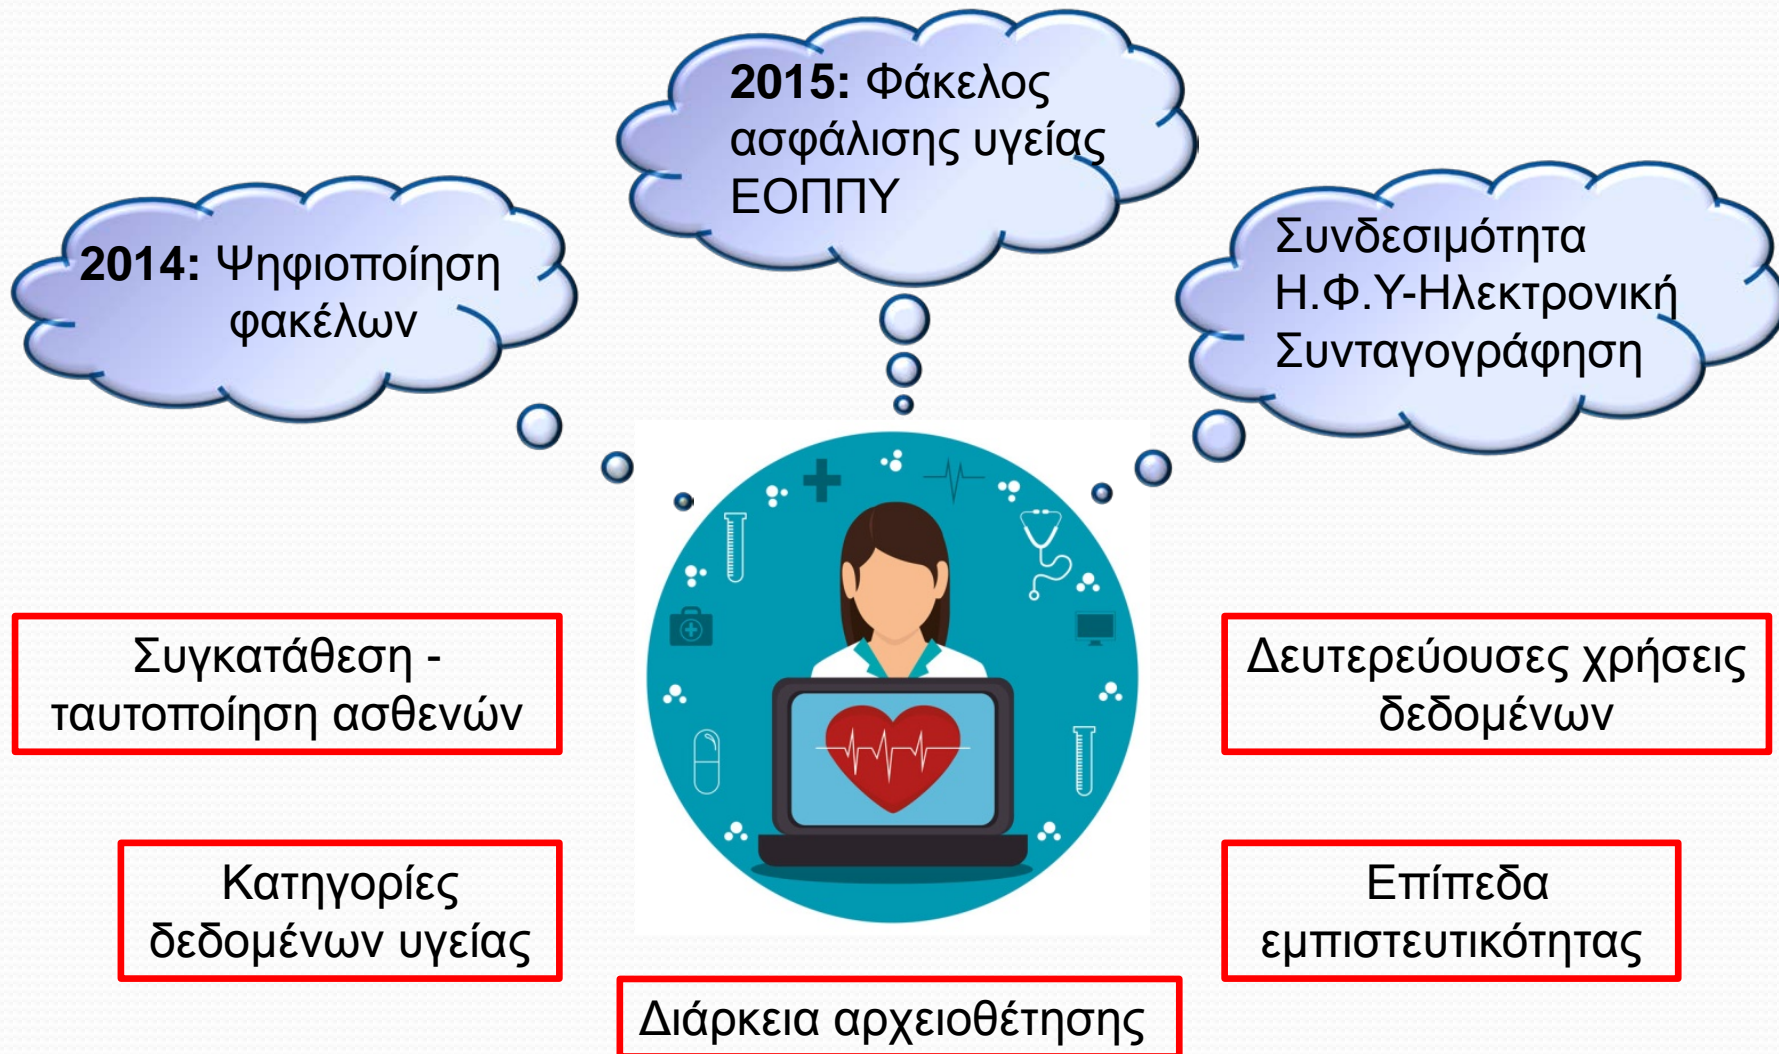 2015: Φάκελος
ασφάλισης υγείας
ΕΟΠΠΥ
2014: Ψηφιοποίηση
φακέλων
Συνδεσιμότητα
Η.Φ.Υ-Ηλεκτρονική
Συνταγογράφηση
Συγκατάθεση -
ταυτοποίηση ασθενών
Δευτερεύουσες χρήσεις
δεδομένων
Κατηγορίες
δεδομένων υγείας
Επίπεδα
εμπιστευτικότητας
Διάρκεια αρχειοθέτησης